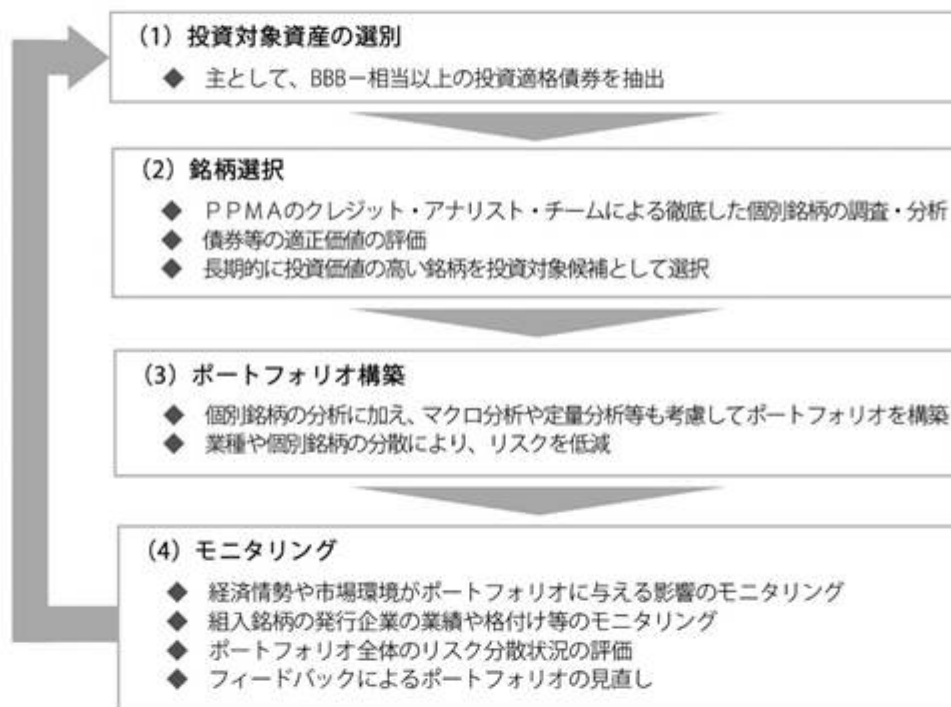 (1) 投資対象資産の選別
◆ 主として、BBB－相当以上の投資適格債券を抽出
(2) 銘柄選択
◆ ＰＰＭＡのクレジット・アナリスト・チームによる徹底した個別銘柄の調査・分析
◆ 債券等の適正価値の評価
◆ 長期的に投資価値の高い銘柄を投資対象候補として選択
(3) ポートフォリオ構築
◆ 個別銘柄の分析に加え、マクロ分析や定量分析等も考慮してポートフォリオを構築
◆ 業種や個別銘柄の分散により、リスクを低減
(4) モニタリング
◆ 経済情勢や市場環境がポートフォリオに与える影響のモニタリング
◆ 組入銘柄の発行企業の業績や格付け等のモニタリング
◆ ポートフォリオ全体のリスク分散状況の評価
◆ フィードバックによるポートフォリオの見直し